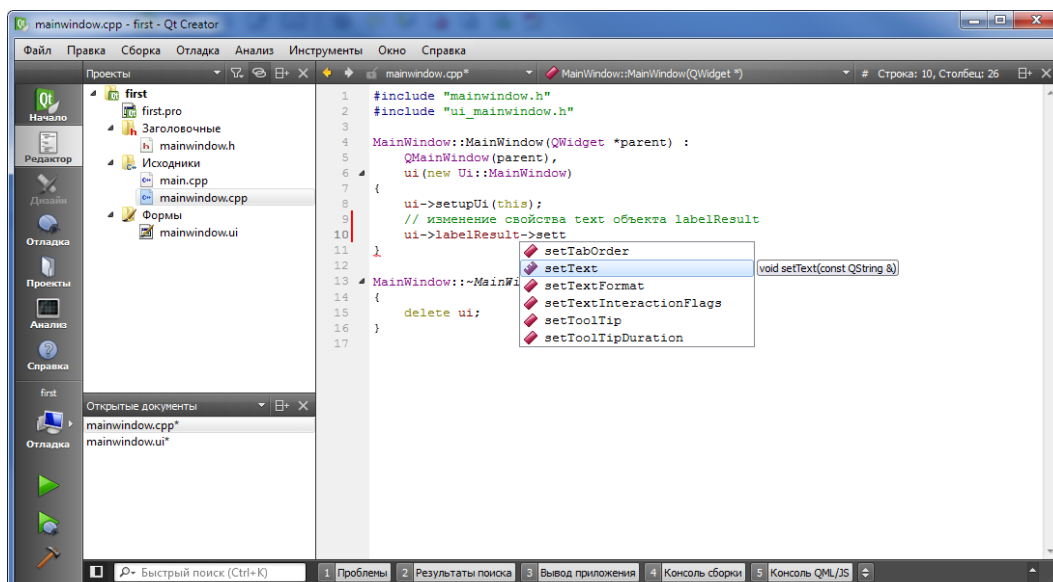 mainwindow.cpp - first - Qt Creator
Файл Правка Сборка Отладка Анализ Инструменты Окно Справка
Проекты
mainwindow.cpp*
MainWindow::MainWindow(QWidget *)
# Строка: 10, Столбец: 26
Qt
Начало
Редактор
Дизайн
Отладка
Проекты
Анализ
Справка
first
Отладка
first
first.pro
Заголовочные
mainwindow.h
Исходники
main.cpp
mainwindow.cpp
Формы
mainwindow.ui
Открытые документы
mainwindow.cpp*
mainwindow.ui*
1 #include "mainwindow.h"
2 #include "ui_mainwindow.h"
3
4 MainWindow::MainWindow(QWidget *parent) :
5 QMainWindow(parent),
6 ui(new Ui::MainWindow)
7 {
8 ui->setupUi(this);
9 // изменение свойства text объекта labelResult
10 ui->labelResult->sett
11 }
12
13 MainWindow::~MainWi
14 {
15 delete ui;
16 }
17
setTabOrder
setText
setTextFormat
setTextInteractionFlags
setToolTip
setToolTipDuration
void setText(const QString &)
Быстрый поиск (Ctrl+K)
1 Проблемы 2 Результаты поиска 3 Вывод приложения 4 Консоль сборки 5 Консоль QML/JS